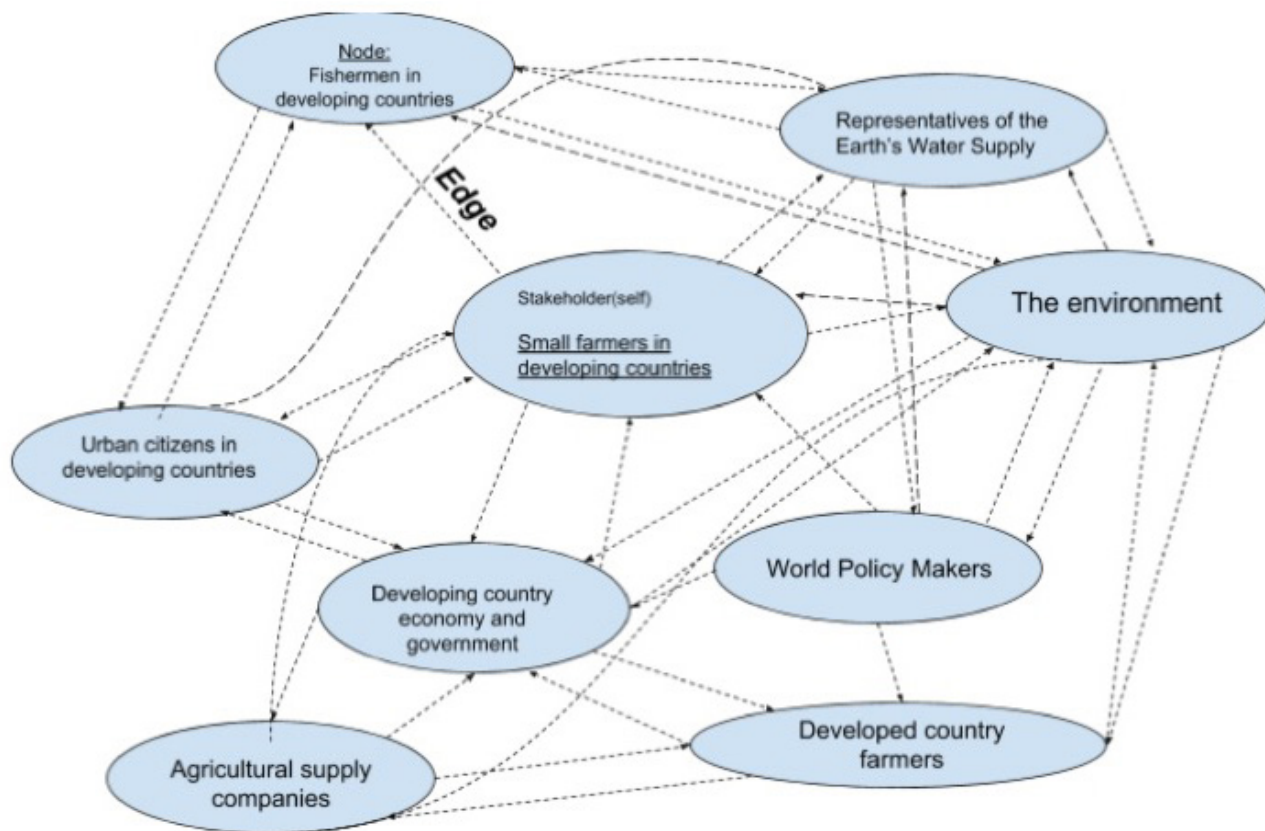 Node:
Fishermen in
developing countries
Representatives of the
Earth's Water Supply
Edge
Stakeholder(self)
Small farmers in
developing countries
The environment
Urban citizens in
developing countries
World Policy Makers
Developing country
economy and
government
Agricultural supply
companies
Developed country
farmers